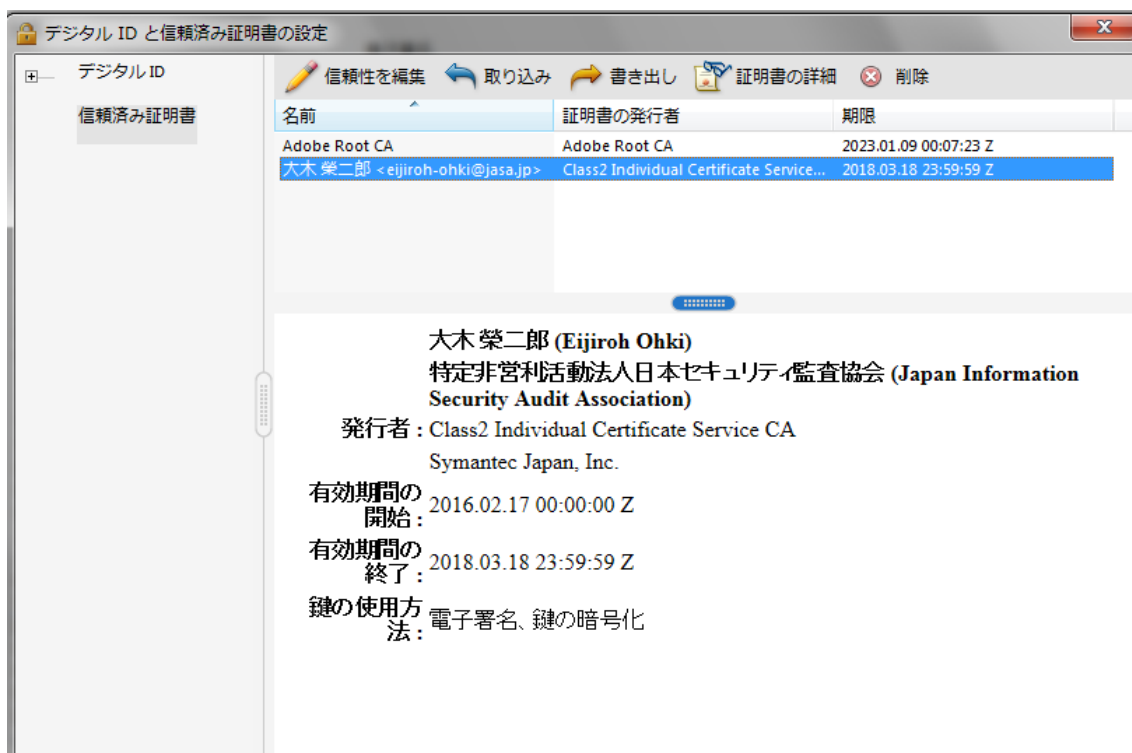 デジタル ID と信頼済み証明書の設定
デジタル ID
信頼済み証明書
信頼性を編集 取り込み 書き出し 証明書の詳細 削除
名前 証明書の発行者 期限
Adobe Root CA Adobe Root CA 2023.01.09 00:07:23 Z
大木 榮二郎 <eijiroh-ohki@jasa.jp> Class2 Individual Certificate Service... 2018.03.18 23:59:59 Z
大木 榮二郎 (Eijiroh Ohki)
特定非営利活動法人日本セキュリティ監査協会 (Japan Information
Security Audit Association)
発行者 : Class2 Individual Certificate Service CA
Symantec Japan, Inc.
有効期間の
開始 : 2016.02.17 00:00:00 Z
有効期間の
終了 : 2018.03.18 23:59:59 Z
鍵の使用方
法 : 電子署名、鍵の暗号化